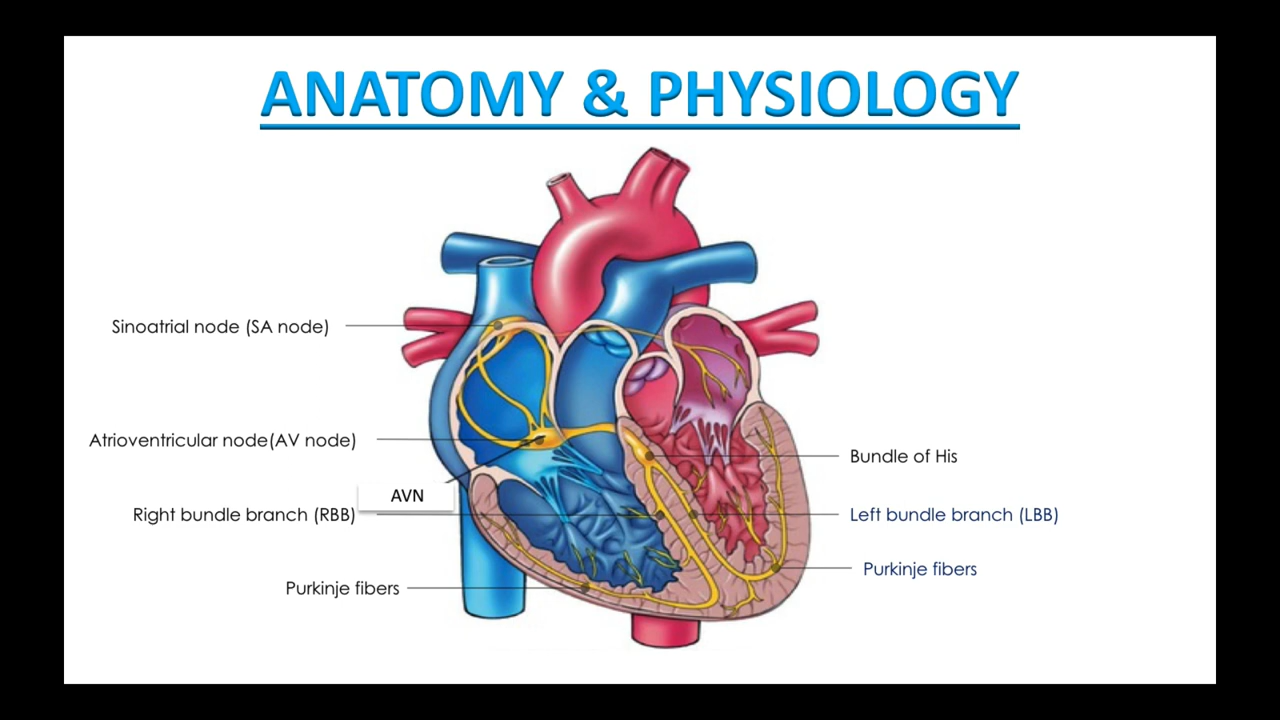 ANATOMY & PHYSIOLOGY
Sinoatrial node (SA node)
Atrioventricular node(AV node)
Bundle of His
AVN
Right bundle branch (RBB)
Left bundle branch (LBB)
Purkinje fibers
Purkinje fibers